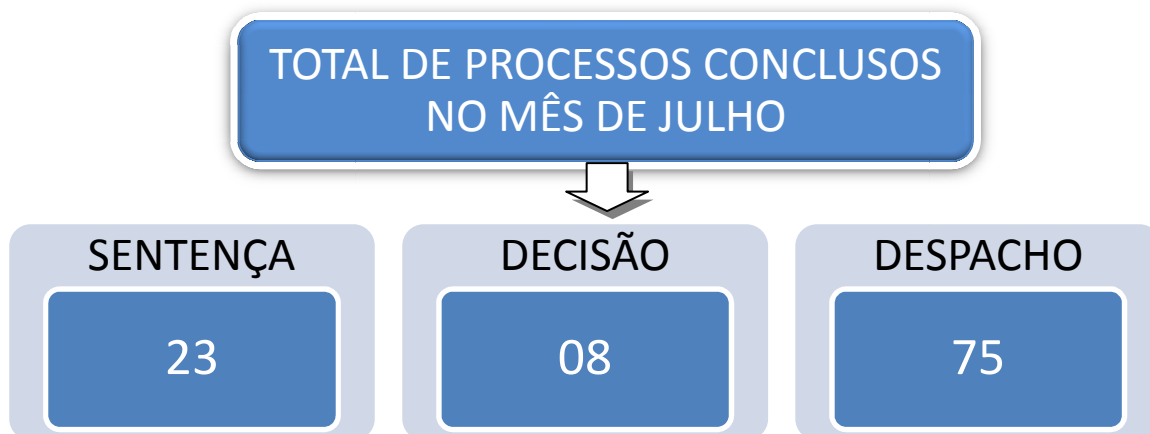 TOTAL DE PROCESSOS CONCLUSOS
NO MÊS DE JULHO
SENTENÇA
DECISÃO
DESPACHO
23
08
75